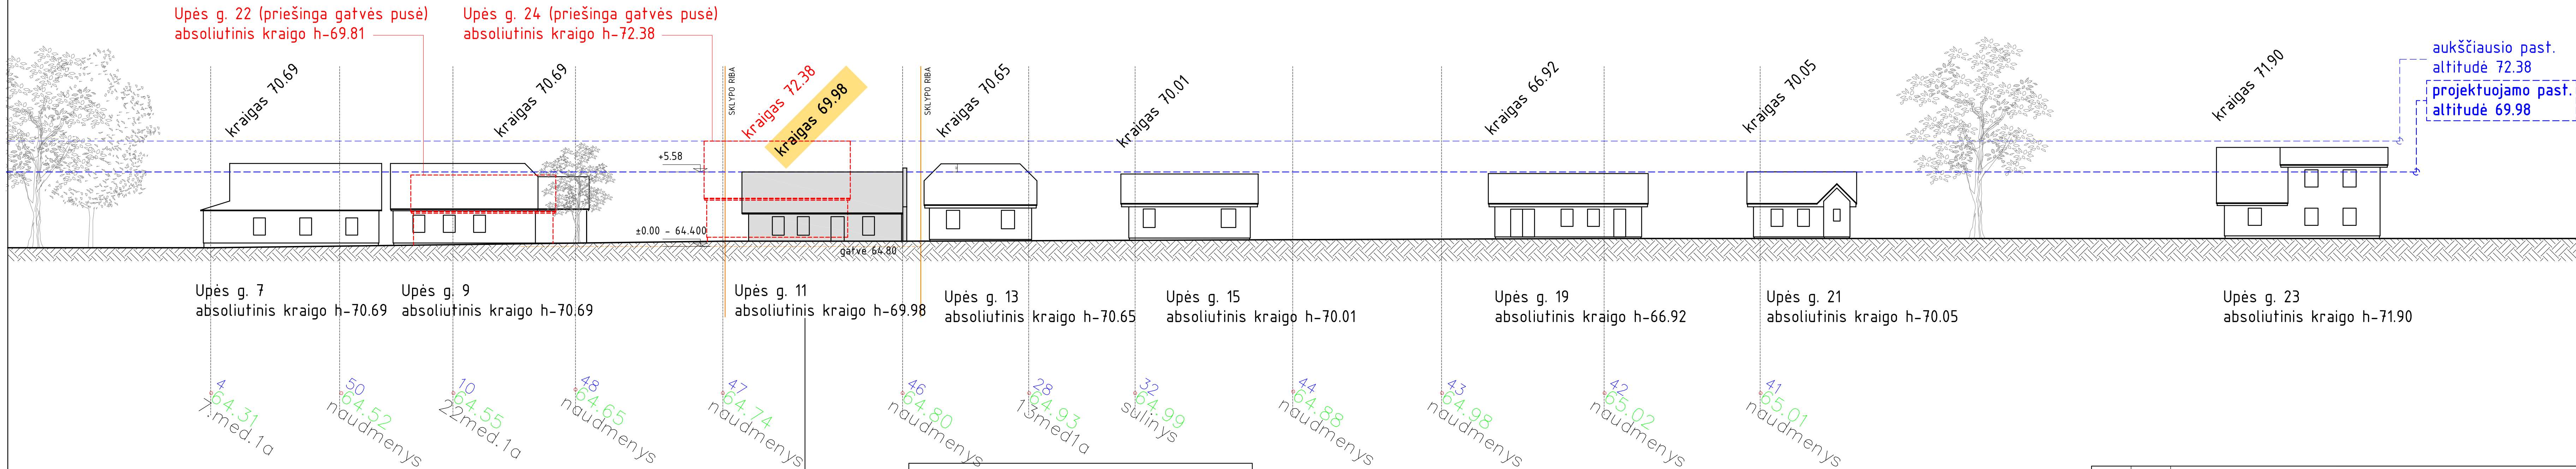 Upės g. 22 (priešinga gatvės pusė)
absoliutinis kraigo h-69.81
Upės g. 24 (priešinga gatvės pusė)
absoliutinis kraigo h-72.38
kraigas 70.69
kraigas 70.69
SKLYPO RIBA
kraigas 72.38
kraigas 69.98
SKLYPO RIBA
kraigas 70.65
kraigas 70.01
kraigas 66.92
kraigas 70.05
kraigas 71.90
aukščiausio past.
altitudė 72.38
projektuojamo past.
altitudė 69.98
+5.58
±0.00 - 64.400
gatvė 64.80
Upės g. 7
absoliutinis kraigo h-70.69
Upės g. 9
absoliutinis kraigo h-70.69
Upės g. 11
absoliutinis kraigo h-69.98
Upės g. 13
absoliutinis kraigo h-70.65
Upės g. 15
absoliutinis kraigo h-70.01
Upės g. 19
absoliutinis kraigo h-66.92
Upės g. 21
absoliutinis kraigo h-70.05
Upės g. 23
absoliutinis kraigo h-71.90
4
64.31
7.med.1a
50
64.52
naudmenys
10
64.55
22med.1a
48
64.65
naudmenys
47
64.74
naudmenys
46
64.80
naudmenys
28
64.93
13med1a
32
64.99
sulinys
44
64.88
naudmenys
43
64.98
naudmenys
42
65.02
naudmenys
41
65.01
naudmenys